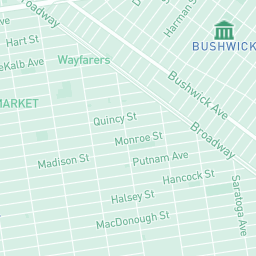 Broadway
Harman St
Hart St
BUSHWICK
Wayfarers
eKalb Ave
Bushwick Ave
MARKET
Quincy St
Broadway
Monroe St
Madison St
Putnam Ave
Hancock St
Saratoga Ave
Halsey St
MacDonough St